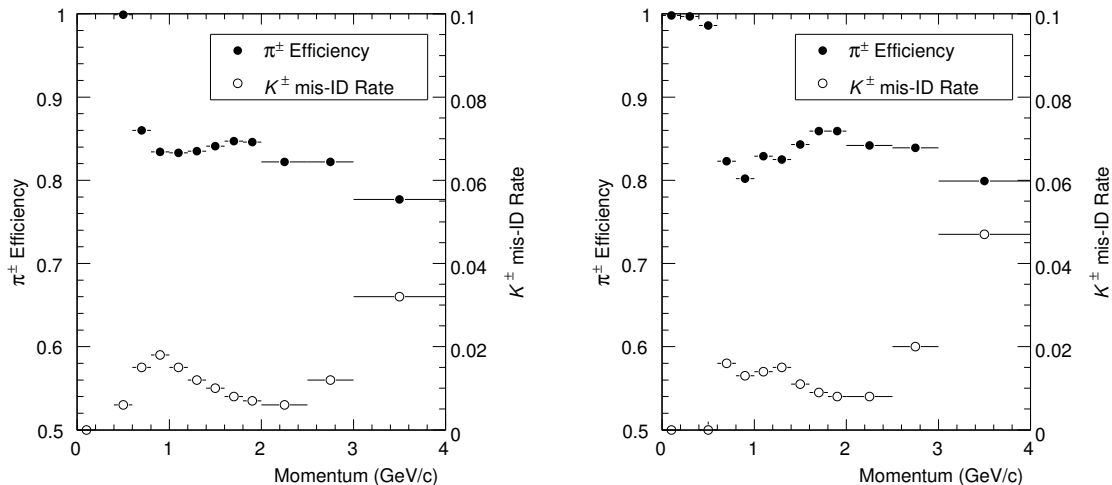 1
0.9
0.8
0.7
0.6
0.5
π± Efficiency
0.1
0.08
0.06
0.04
0.02
0
K± mis-ID Rate
π± Efficiency
K± mis-ID Rate
0 1 2 3 4
Momentum (GeV/c)
1
0.9
0.8
0.7
0.6
0.5
π± Efficiency
0.1
0.08
0.06
0.04
0.02
0
K± mis-ID Rate
π± Efficiency
K± mis-ID Rate
0 1 2 3 4
Momentum (GeV/c)